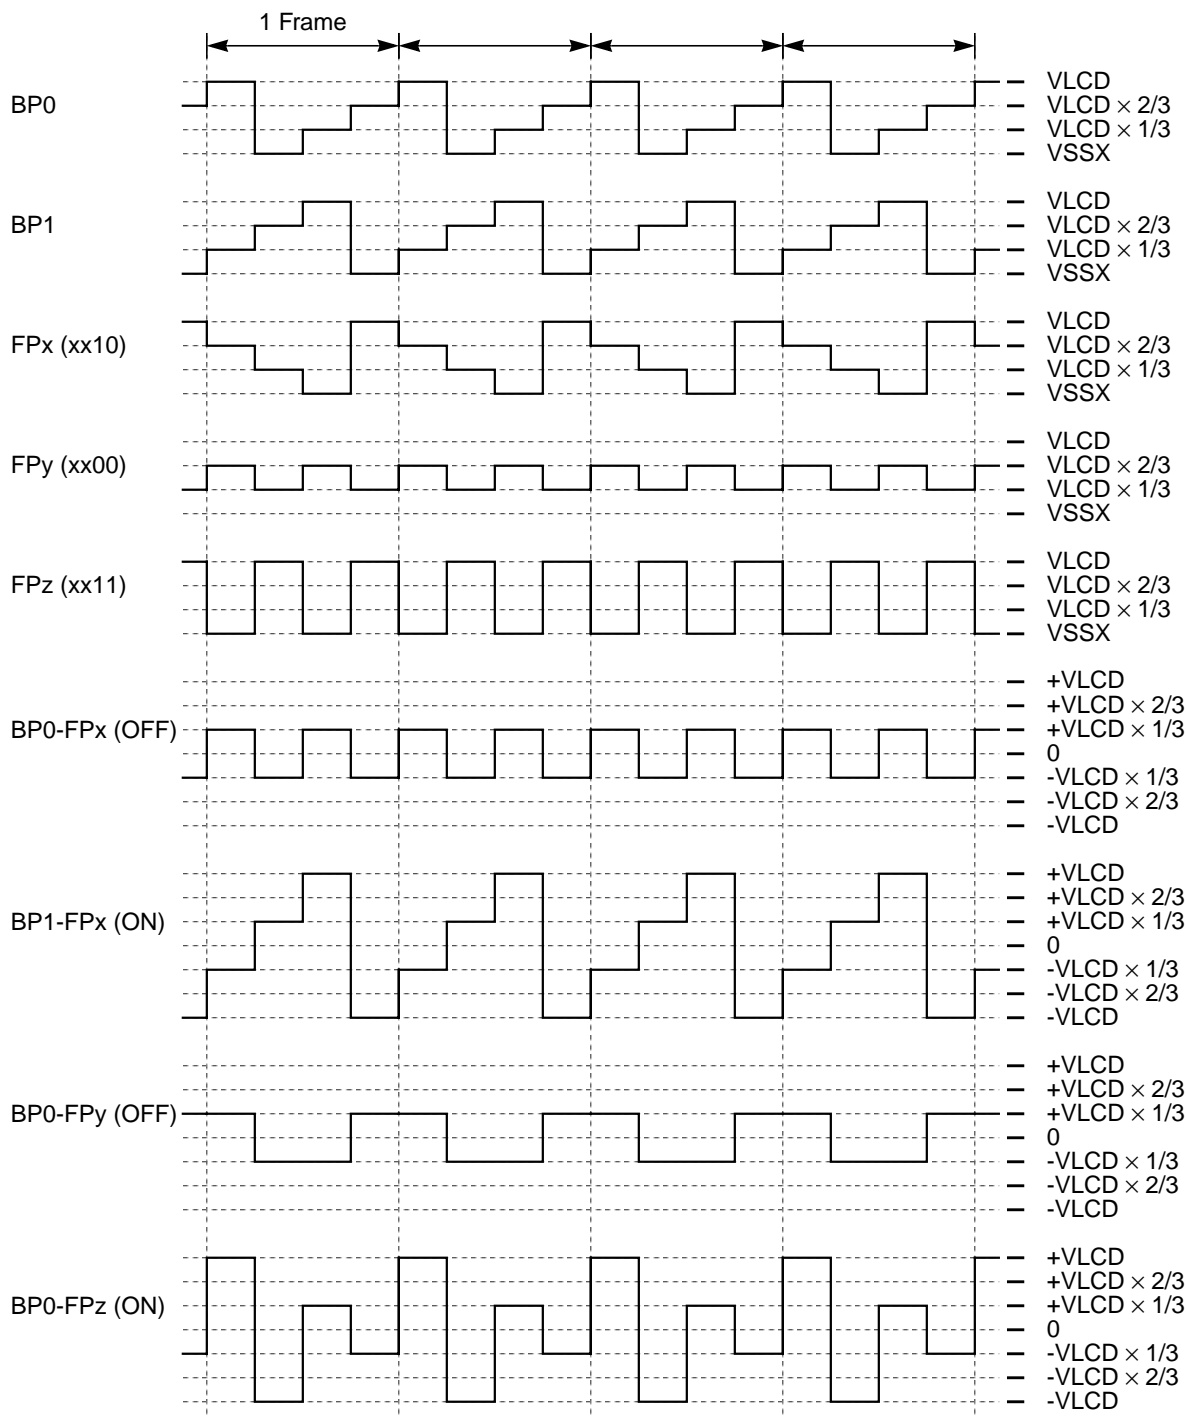 1 Frame
BP0
VLCD
VLCD × 2/3
VLCD × 1/3
VSSX
BP1
VLCD
VLCD × 2/3
VLCD × 1/3
VSSX
FPx (xx10)
VLCD
VLCD × 2/3
VLCD × 1/3
VSSX
FPy (xx00)
VLCD
VLCD × 2/3
VLCD × 1/3
VSSX
FPz (xx11)
VLCD
VLCD × 2/3
VLCD × 1/3
VSSX
BP0-FPx (OFF)
+VLCD
+VLCD × 2/3
+VLCD × 1/3
0
-VLCD × 1/3
-VLCD × 2/3
-VLCD
BP1-FPx (ON)
+VLCD
+VLCD × 2/3
+VLCD × 1/3
0
-VLCD × 1/3
-VLCD × 2/3
-VLCD
BP0-FPy (OFF)
+VLCD
+VLCD × 2/3
+VLCD × 1/3
0
-VLCD × 1/3
-VLCD × 2/3
-VLCD
BP0-FPz (ON)
+VLCD
+VLCD × 2/3
+VLCD × 1/3
0
-VLCD × 1/3
-VLCD × 2/3
-VLCD